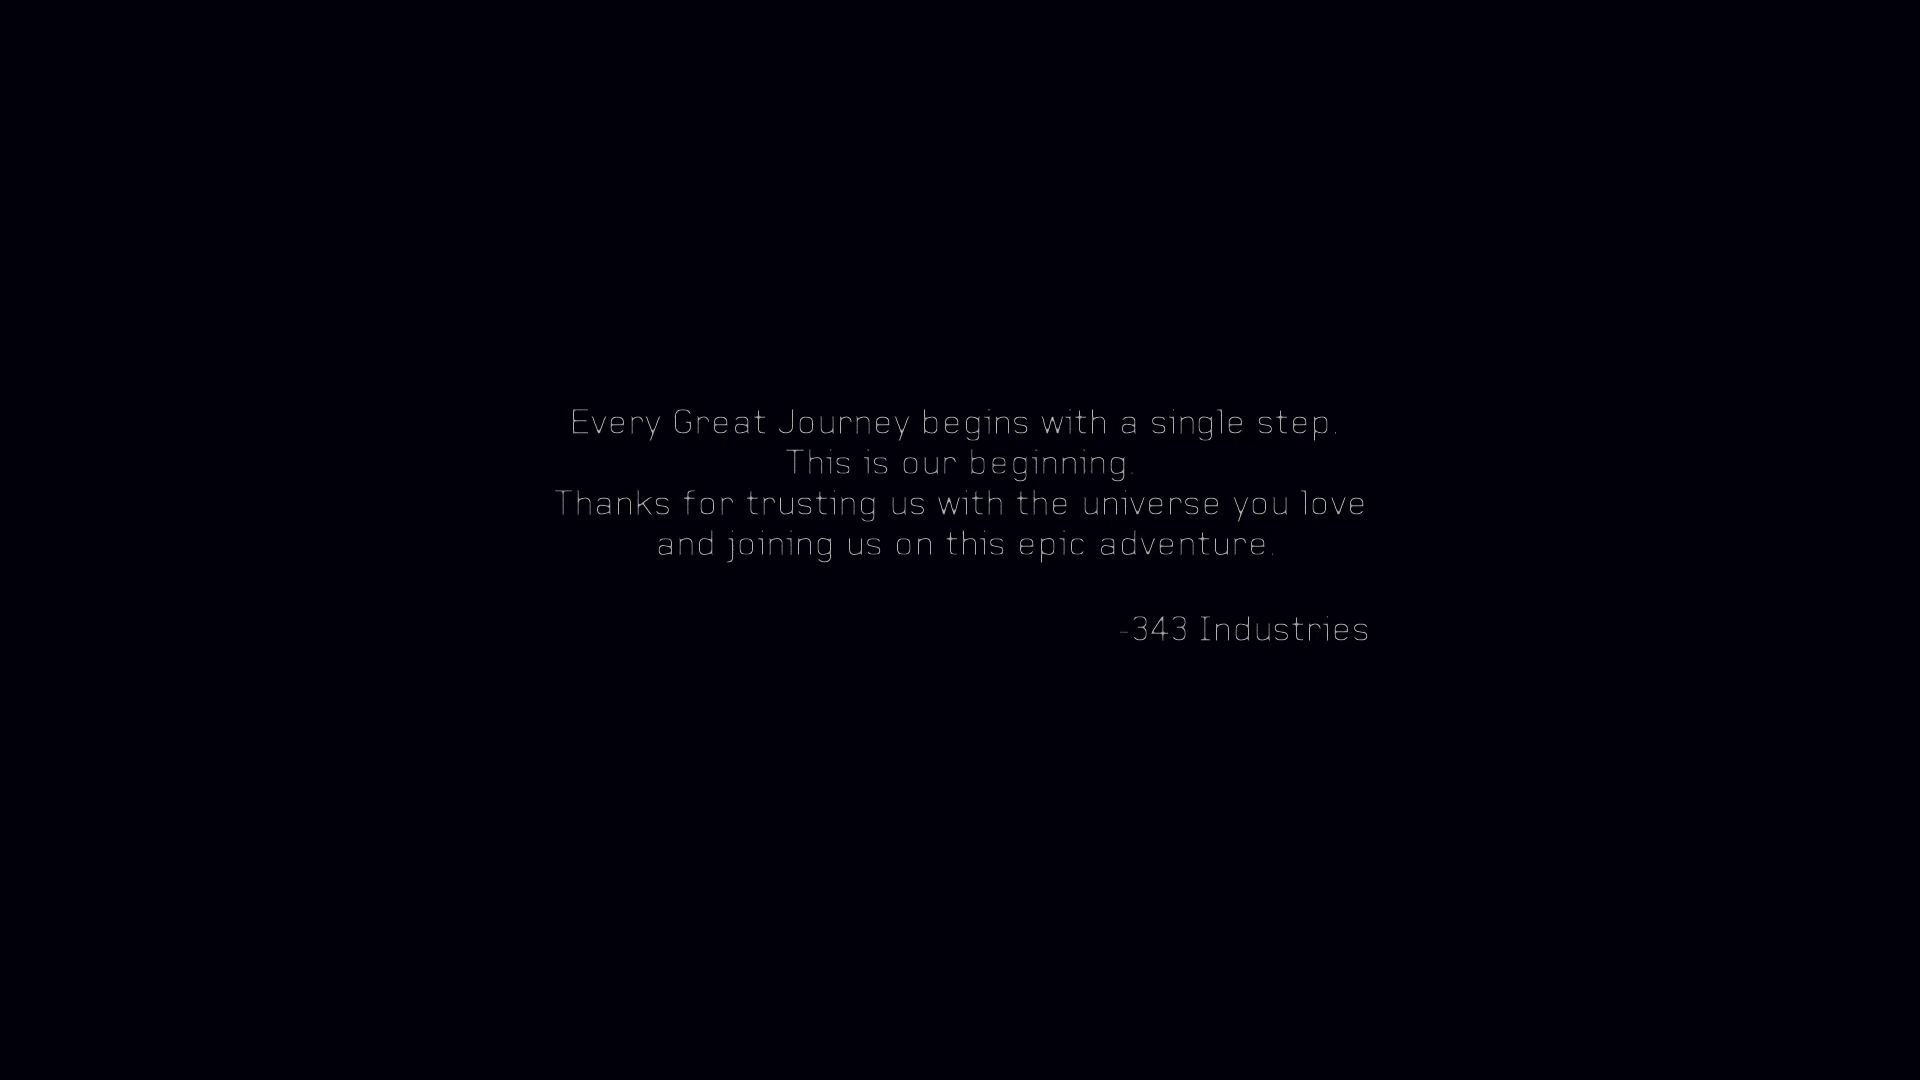 Every Great Journey begins with a single step.
This is our beginning.
Thanks for trusting us with the universe you love
and joining us on this epic adventure.
-343 Industries